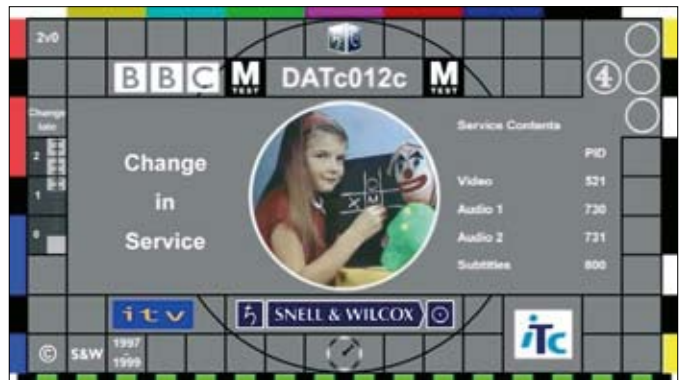 2v0
BBC M TEST DATc012c M TEST 4
Change
Service Contents
PID
2
Video 521
1
Audio 1 730
0
Audio 2 731
Subtitles 800
Change
in
Service
X O M
itv SNELL & WILCOX iTc
© S&W 1997
1999